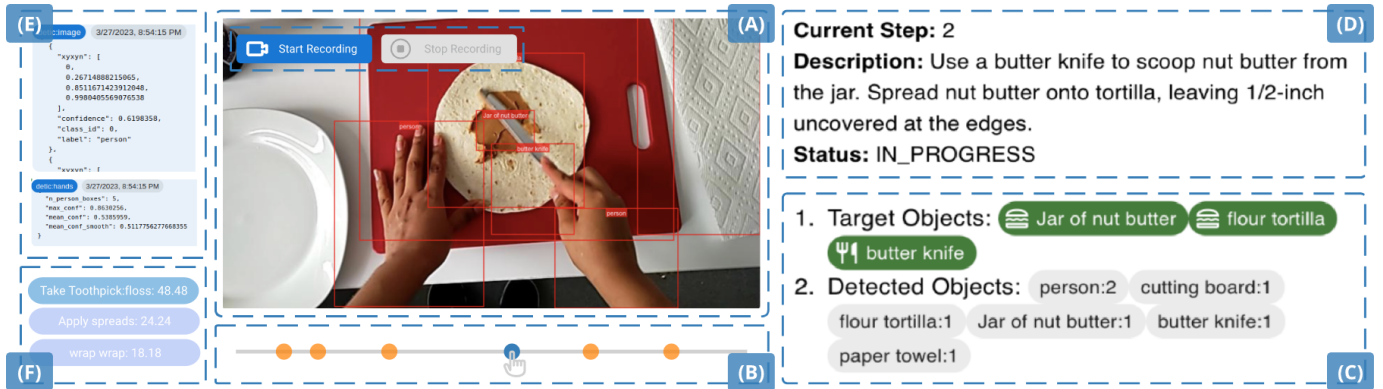 (E)
detic:image 3/27/2023, 8:54:15 PM
{
"xyxyn": [
0,
0.26714888215065,
0.8511671423912048,
0.9980405569076538
],
"confidence": 0.6198358,
"class_id": 0,
"label": "person"
},
{
"xyxyn": [
detic:hands 3/27/2023, 8:54:15 PM
"n_person_boxes": 5,
"max_conf": 0.8630256,
"mean_conf": 0.5385959,
"mean_conf_smooth": 0.5117756277668355
}
Take Toothpick:floss: 48.48
Apply spreads: 24.24
wrap wrap: 18.18
(F)
(A)
Start Recording
Stop Recording
person
Jar of nut butter
butter knife
person
(B)
(D)
Current Step: 2
Description: Use a butter knife to scoop nut butter from
the jar. Spread nut butter onto tortilla, leaving 1/2-inch
uncovered at the edges.
Status: IN_PROGRESS
1. Target Objects: Jar of nut butter flour tortilla
butter knife
2. Detected Objects: person:2 cutting board:1
flour tortilla:1 Jar of nut butter:1 butter knife:1
paper towel:1
(C)